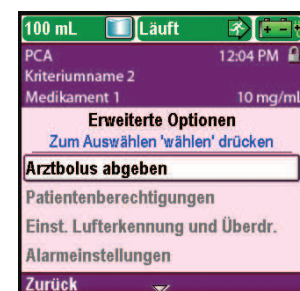 100 mL Läuft
PCA 12:04 PM
Kriteriumname 2
Medikament 1 10 mg/mL
Erweiterte Optionen
Zum Auswählen 'wählen' drücken
Arztbolus abgeben
Patientenberechtigungen
Einst. Lufterkennung und Überdr.
Alarmeinstellungen
Zurück